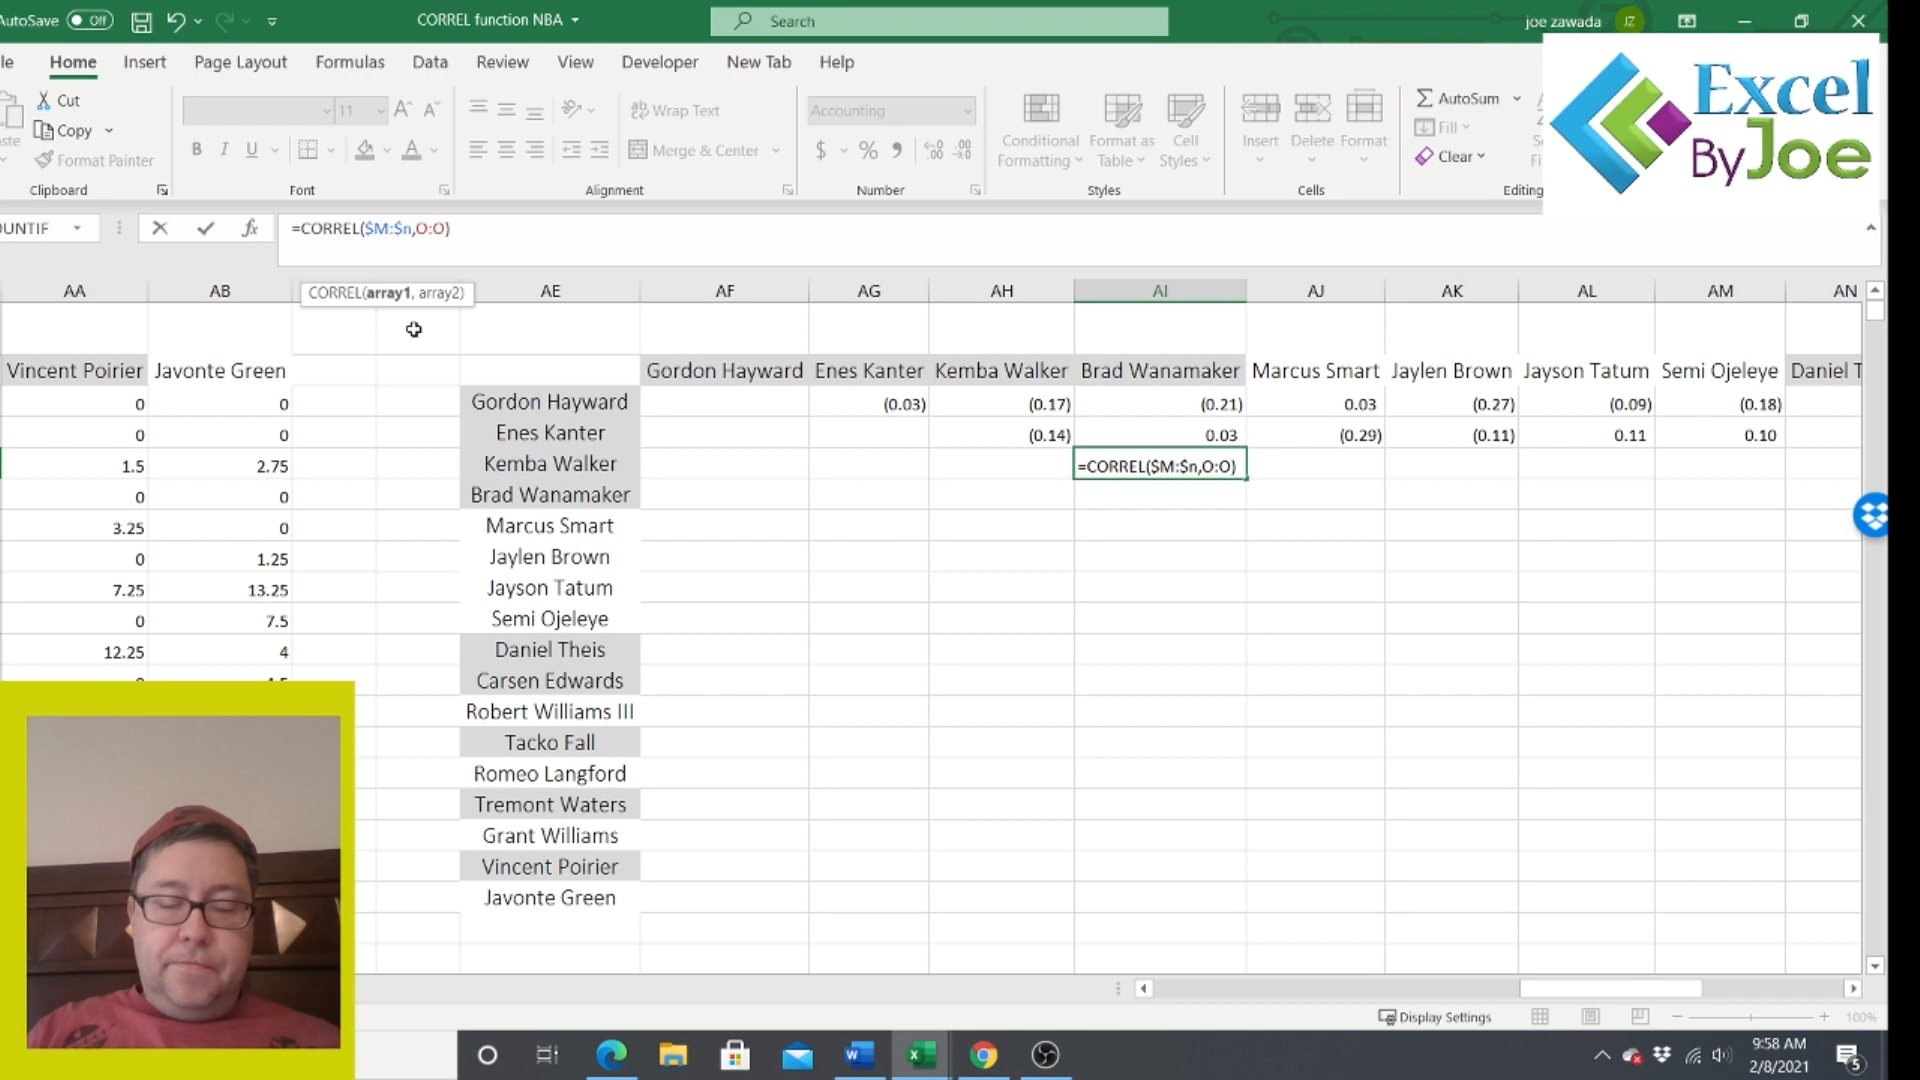 AutoSave Off
CORREL function NBA
Search
joe zawada
JZ
le Home Insert Page Layout Formulas Data Review View Developer New Tab Help
Excel
ByJoe
Cut
Copy
Format Painter
Clipboard
11
B I U
Font
Wrap Text
Merge & Center
Alignment
Accounting
$ % 9
Number
Conditional
Formatting
Format as
Table
Cell
Styles
Styles
Insert
Delete
Format
Cells
AutoSum
Fill
Clear
Editing
OUNTIF
fx
=CORREL($M:$n,O:O)
CORREL(array1, array2)
AA AB AE AF AG AH AI AJ AK AL AM AN
Vincent Poirier Javonte Green Gordon Hayward Enes Kanter Kemba Walker Brad Wanamaker Marcus Smart Jaylen Brown Jayson Tatum Semi Ojeleye Daniel T
0 0 Gordon Hayward (0.03) (0.17) (0.21) 0.03 (0.27) (0.09) (0.18)
0 0 Enes Kanter (0.14) 0.03 (0.29) (0.11) 0.11 0.10
1.5 2.75 Kemba Walker =CORREL($M:$n,O:O)
0 0 Brad Wanamaker
3.25 0 Marcus Smart
0 1.25 Jaylen Brown
7.25 13.25 Jayson Tatum
0 7.5 Semi Ojeleye
12.25 4 Daniel Theis
Carsen Edwards
Robert Williams III
Tacko Fall
Romeo Langford
Tremont Waters
Grant Williams
Vincent Poirier
Javonte Green
Display Settings
100%
9:58 AM
2/8/2021
5